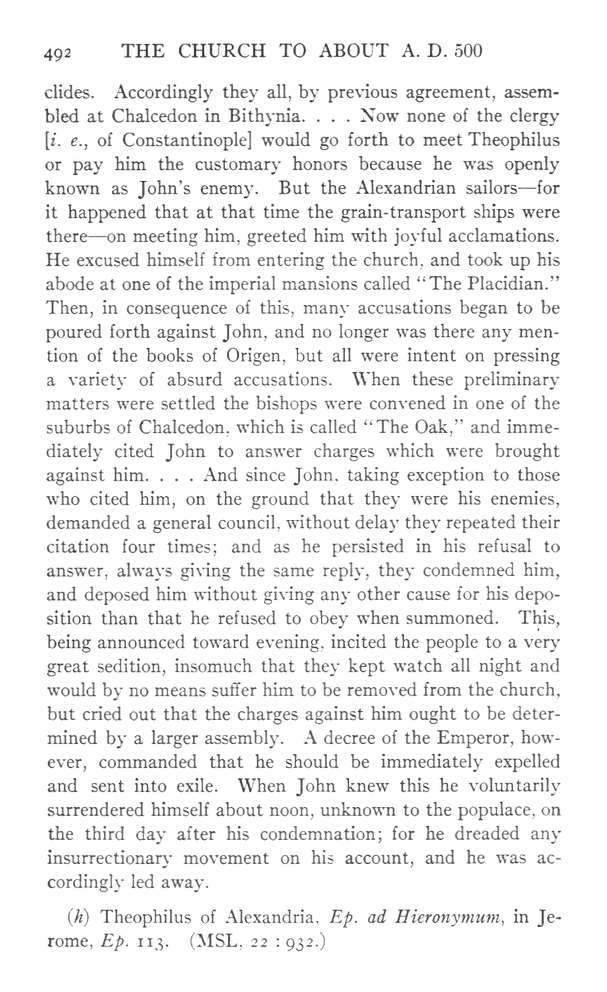 492 THE CHURCH TO ABOUT A. D. 500
clides. Accordingly they all, by previous agreement, assem-
bled at Chalcedon in Bithynia. . . . Now none of the clergy
[i. e., of Constantinople] would go forth to meet Theophilus
or pay him the customary honors because he was openly
known as John's enemy. But the Alexandrian sailors—for
it happened that at that time the grain-transport ships were
there—on meeting him, greeted him with joyful acclamations.
He excused himself from entering the church, and took up his
abode at one of the imperial mansions called "The Placidian."
Then, in consequence of this, many accusations began to be
poured forth against John, and no longer was there any men-
tion of the books of Origen, but all were intent on pressing
a variety of absurd accusations. When these preliminary
matters were settled the bishops were convened in one of the
suburbs of Chalcedon, which is called "The Oak," and imme-
diately cited John to answer charges which were brought
against him. . . . And since John, taking exception to those
who cited him, on the ground that they were his enemies,
demanded a general council, without delay they repeated their
citation four times; and as he persisted in his refusal to
answer, always giving the same reply, they condemned him,
and deposed him without giving any other cause for his depo-
sition than that he refused to obey when summoned. This,
being announced toward evening, incited the people to a very
great sedition, insomuch that they kept watch all night and
would by no means suffer him to be removed from the church,
but cried out that the charges against him ought to be deter-
mined by a larger assembly. A decree of the Emperor, how-
ever, commanded that he should be immediately expelled
and sent into exile. When John knew this he voluntarily
surrendered himself about noon, unknown to the populace, on
the third day after his condemnation; for he dreaded any
insurrectionary movement on his account, and he was ac-
cordingly led away.
(h) Theophilus of Alexandria, Ep. ad Hieronymum, in Je-
rome, Ep. 113. (MSL, 22 : 932.)